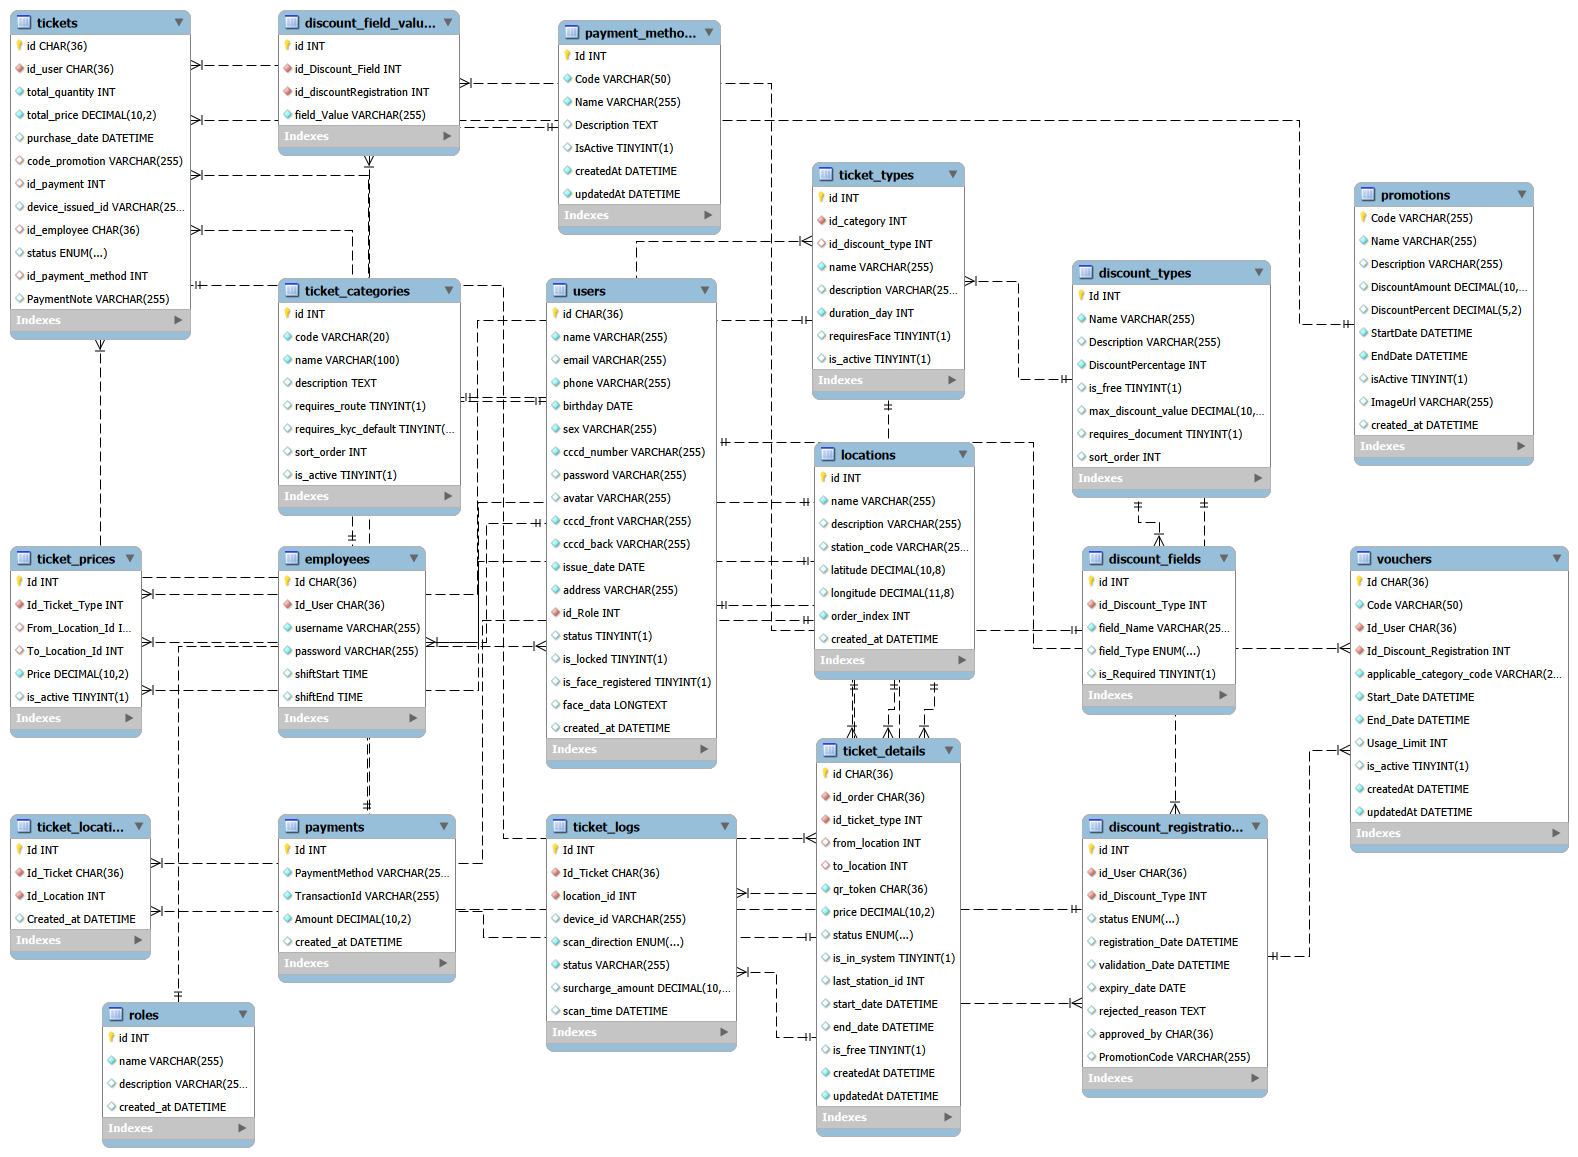 tickets
id CHAR(36)
id_user CHAR(36)
total_quantity INT
total_price DECIMAL(10,2)
purchase_date DATETIME
code_promotion VARCHAR(255)
id_payment INT
device_issued_id VARCHAR(25...
id_employee CHAR(36)
status ENUM(...)
id_payment_method INT
PaymentNote VARCHAR(255)
Indexes
discount_field_valu...
id INT
id_Discount_Field INT
id_discountRegistration INT
field_Value VARCHAR(255)
Indexes
payment_metho...
Id INT
Code VARCHAR(50)
Name VARCHAR(255)
Description TEXT
IsActive TINYINT(1)
createdAt DATETIME
updatedAt DATETIME
Indexes
ticket_types
id INT
id_category INT
id_discount_type INT
name VARCHAR(255)
description VARCHAR(25...
duration_day INT
requiresFace TINYINT(1)
is_active TINYINT(1)
Indexes
promotions
Code VARCHAR(255)
Name VARCHAR(255)
Description VARCHAR(255)
DiscountAmount DECIMAL(10,...
DiscountPercent DECIMAL(5,2)
StartDate DATETIME
EndDate DATETIME
isActive TINYINT(1)
ImageUrl VARCHAR(255)
created_at DATETIME
Indexes
discount_types
Id INT
Name VARCHAR(255)
Description VARCHAR(255)
DiscountPercentage INT
is_free TINYINT(1)
max_discount_value DECIMAL(10,...
requires_document TINYINT(1)
sort_order INT
Indexes
ticket_categories
id INT
code VARCHAR(20)
name VARCHAR(100)
description TEXT
requires_route TINYINT(1)
requires_kyc_default TINYINT(...
sort_order INT
is_active TINYINT(1)
Indexes
users
id CHAR(36)
name VARCHAR(255)
email VARCHAR(255)
phone VARCHAR(255)
birthday DATE
sex VARCHAR(255)
cccd_number VARCHAR(255)
password VARCHAR(255)
avatar VARCHAR(255)
cccd_front VARCHAR(255)
cccd_back VARCHAR(255)
issue_date DATE
address VARCHAR(255)
id_Role INT
status TINYINT(1)
is_locked TINYINT(1)
is_face_registered TINYINT(1)
face_data LONGTEXT
created_at DATETIME
Indexes
locations
id INT
name VARCHAR(255)
description VARCHAR(255)
station_code VARCHAR(25...
latitude DECIMAL(10,8)
longitude DECIMAL(11,8)
order_index INT
created_at DATETIME
Indexes
ticket_prices
Id INT
Id_Ticket_Type INT
From_Location_Id I...
To_Location_Id INT
Price DECIMAL(10,2)
is_active TINYINT(1)
Indexes
employees
Id CHAR(36)
Id_User CHAR(36)
username VARCHAR(255)
password VARCHAR(255)
shiftStart TIME
shiftEnd TIME
Indexes
discount_fields
id INT
id_Discount_Type INT
field_Name VARCHAR(25...
field_Type ENUM(...)
is_Required TINYINT(1)
Indexes
vouchers
Id CHAR(36)
Code VARCHAR(50)
Id_User CHAR(36)
Id_Discount_Registration INT
applicable_category_code VARCHAR(2...
Start_Date DATETIME
End_Date DATETIME
Usage_Limit INT
is_active TINYINT(1)
createdAt DATETIME
updatedAt DATETIME
Indexes
ticket_details
id CHAR(36)
id_order CHAR(36)
id_ticket_type INT
from_location INT
to_location INT
qr_token CHAR(36)
price DECIMAL(10,2)
status ENUM(...)
is_in_system TINYINT(1)
last_station_id INT
start_date DATETIME
end_date DATETIME
is_free TINYINT(1)
createdAt DATETIME
updatedAt DATETIME
Indexes
ticket_locati...
Id INT
Id_Ticket CHAR(36)
Id_Location INT
Created_at DATETIME
Indexes
payments
Id INT
PaymentMethod VARCHAR(25...
TransactionId VARCHAR(255)
Amount DECIMAL(10,2)
created_at DATETIME
Indexes
ticket_logs
Id INT
Id_Ticket CHAR(36)
location_id INT
device_id VARCHAR(255)
scan_direction ENUM(...)
status VARCHAR(255)
surcharge_amount DECIMAL(10,...
scan_time DATETIME
Indexes
discount_registratio...
id INT
id_User CHAR(36)
id_Discount_Type INT
status ENUM(...)
registration_Date DATETIME
validation_Date DATETIME
expiry_date DATE
rejected_reason TEXT
approved_by CHAR(36)
PromotionCode VARCHAR(255)
Indexes
roles
id INT
name VARCHAR(255)
description VARCHAR(25...
created_at DATETIME
Indexes